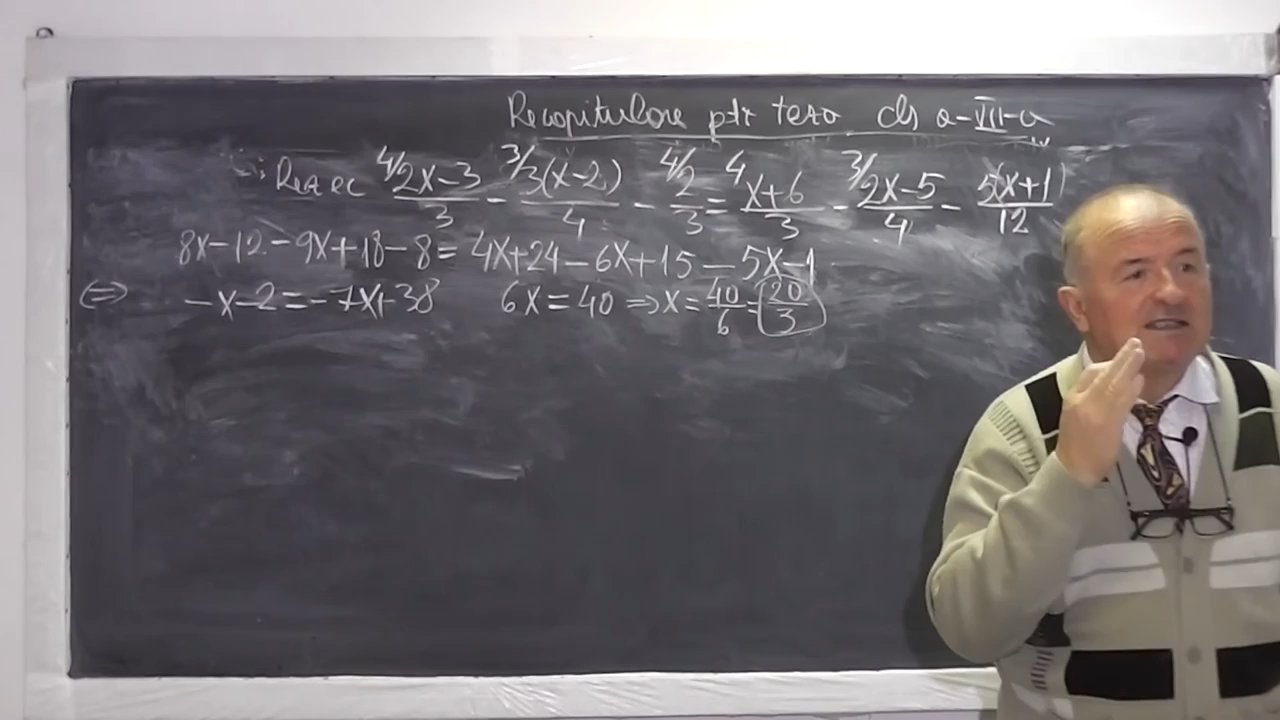 Recapitulare ptr teza cls a-VII-a
Rez ec 4/ (2x-3)/3 - 3/ 3(x-2)/4 - 4/ 2/3 = 4 (x+6)/3 - 3/ (2x-5)/4 - 5(x+1)/12
8x-12-9x+18-8=4x+24-6x+15-5x-1
⟺ -x-2=-7x+38 6x=40 ⟹ x=40/6=20/3